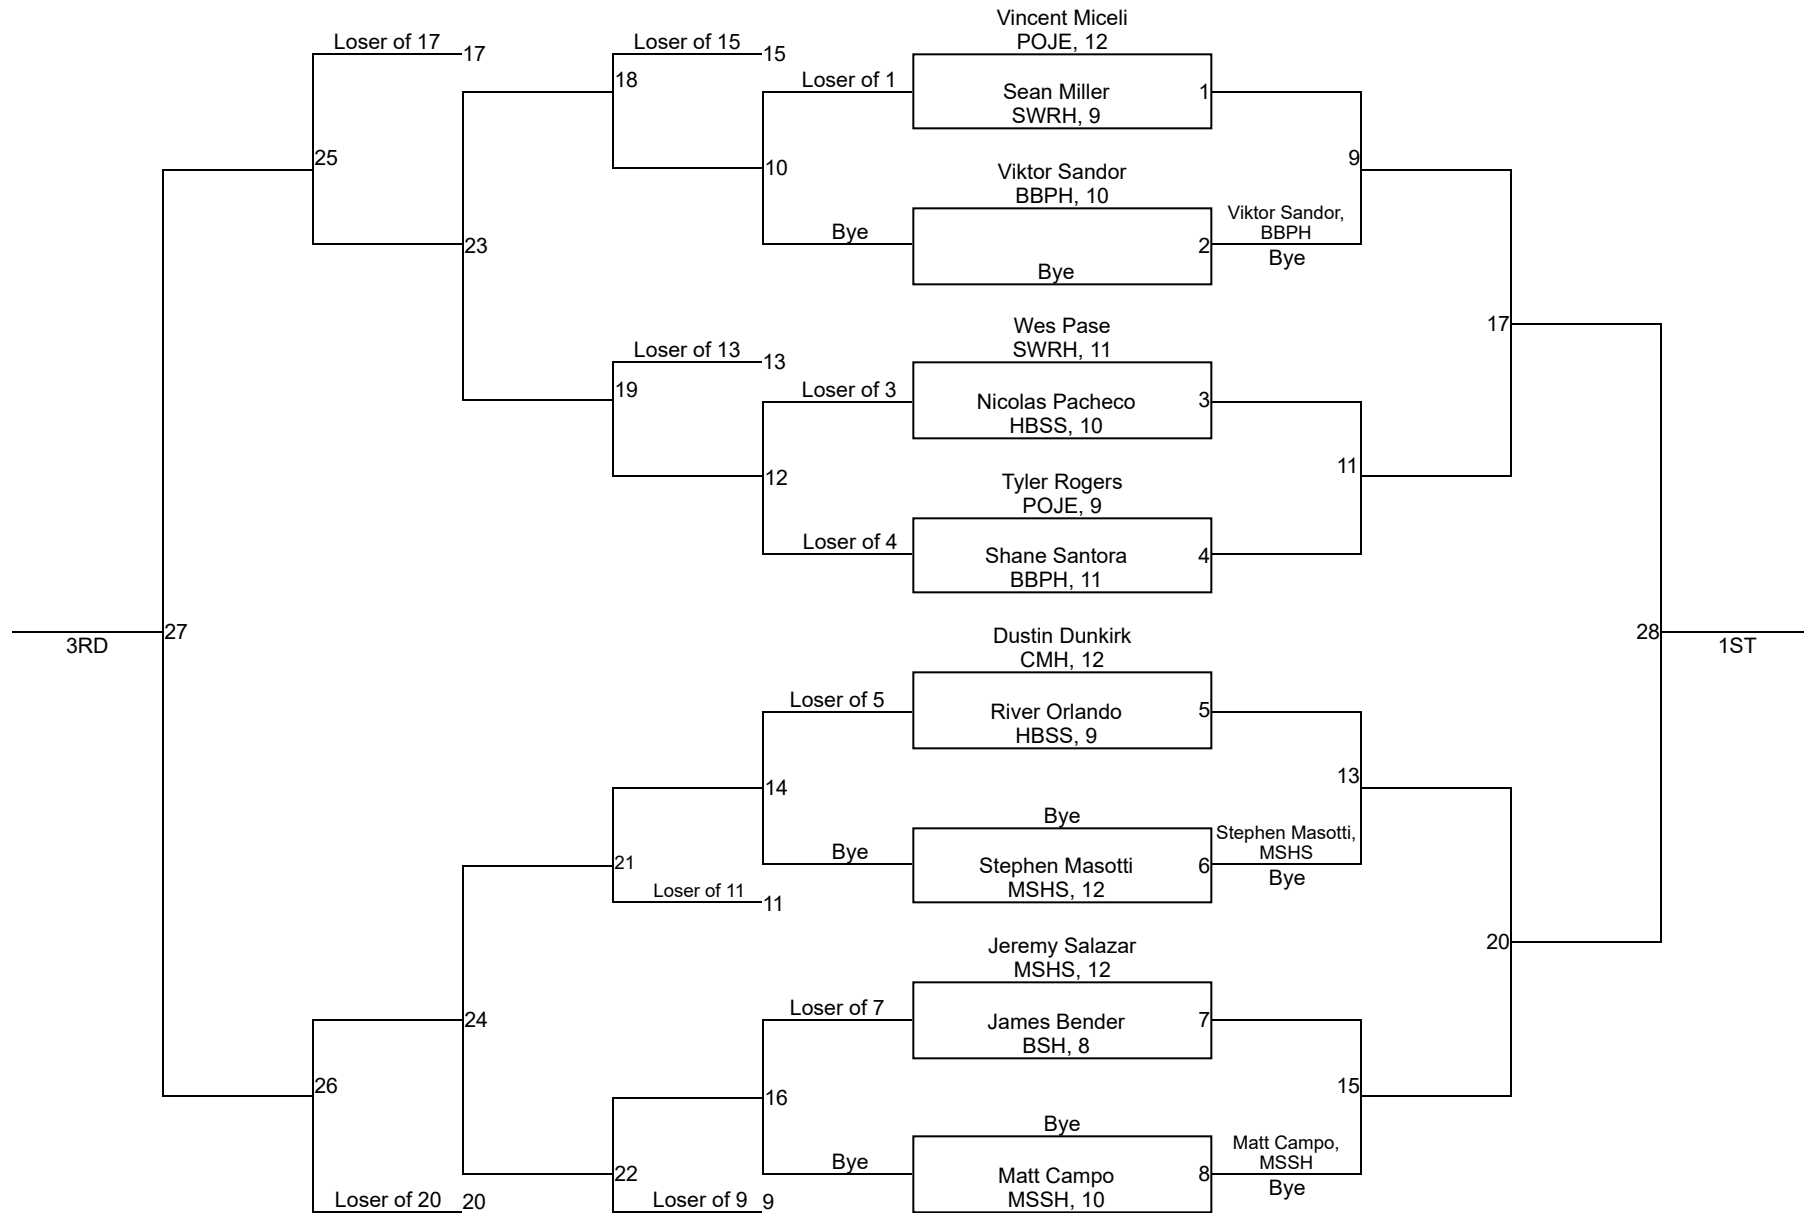 Vincent Miceli
POJE, 12
Loser of 17
17
Loser of 15
15
18
Loser of 1
Sean Miller
SWRH, 9
1
25
10
9
Viktor Sandor
BBPH, 10
Viktor Sandor,
BBPH
Bye
23
Bye
2
Bye
Wes Pase
SWRH, 11
17
Loser of 13
13
19
Loser of 3
Nicolas Pacheco
HBSS, 10
3
12
11
Tyler Rogers
POJE, 9
Loser of 4
Shane Santora
BBPH, 11
4
3RD
27
Dustin Dunkirk
CMH, 12
28
1ST
Loser of 5
River Orlando
HBSS, 9
5
14
13
Bye
Stephen Masotti,
MSHS
Bye
21
Bye
Stephen Masotti
MSHS, 12
6
Loser of 11
11
Jeremy Salazar
MSHS, 12
20
24
Loser of 7
James Bender
BSH, 8
7
26
16
15
Bye
Matt Campo,
MSSH
Bye
22
Bye
Matt Campo
MSSH, 10
8
Loser of 20
20
Loser of 9
9